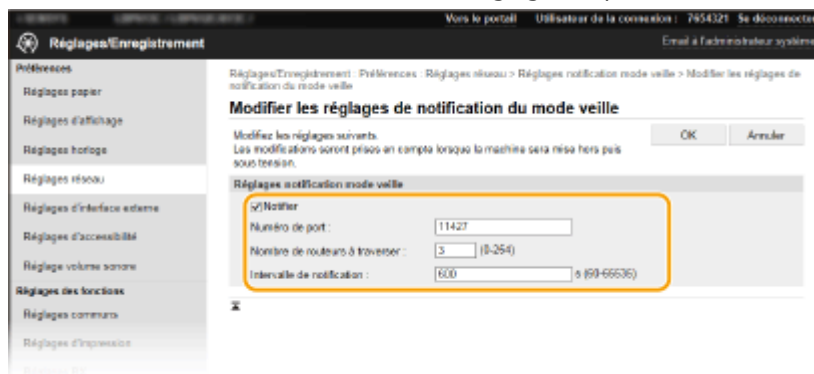 Vers le portail Utilisateur de la connexion : 7654321 Se déconnecter
Réglages/Enregistrement
Email à l'administrateur système
Préférences
Réglages papier
Réglages d'affichage
Réglages horloge
Réglages réseau
Réglages d'interface externe
Réglages d'accessibilité
Réglage volume sonore
Réglages des fonctions
Réglages communs
Réglages d'impression
Réglages/Enregistrement : Préférences : Réglages réseau > Réglages notification mode veille > Modifier les réglages de
notification du mode veille
Modifier les réglages de notification du mode veille
Modifiez les réglages suivants.
Les modifications seront prises en compte lorsque la machine sera mise hors puis
sous tension.
OK Annuler
Réglages notification mode veille
Notifier
Numéro de port : 11427
Nombre de routeurs à traverser : 3 (0-254)
Intervalle de notification : 600 s (60-65535)